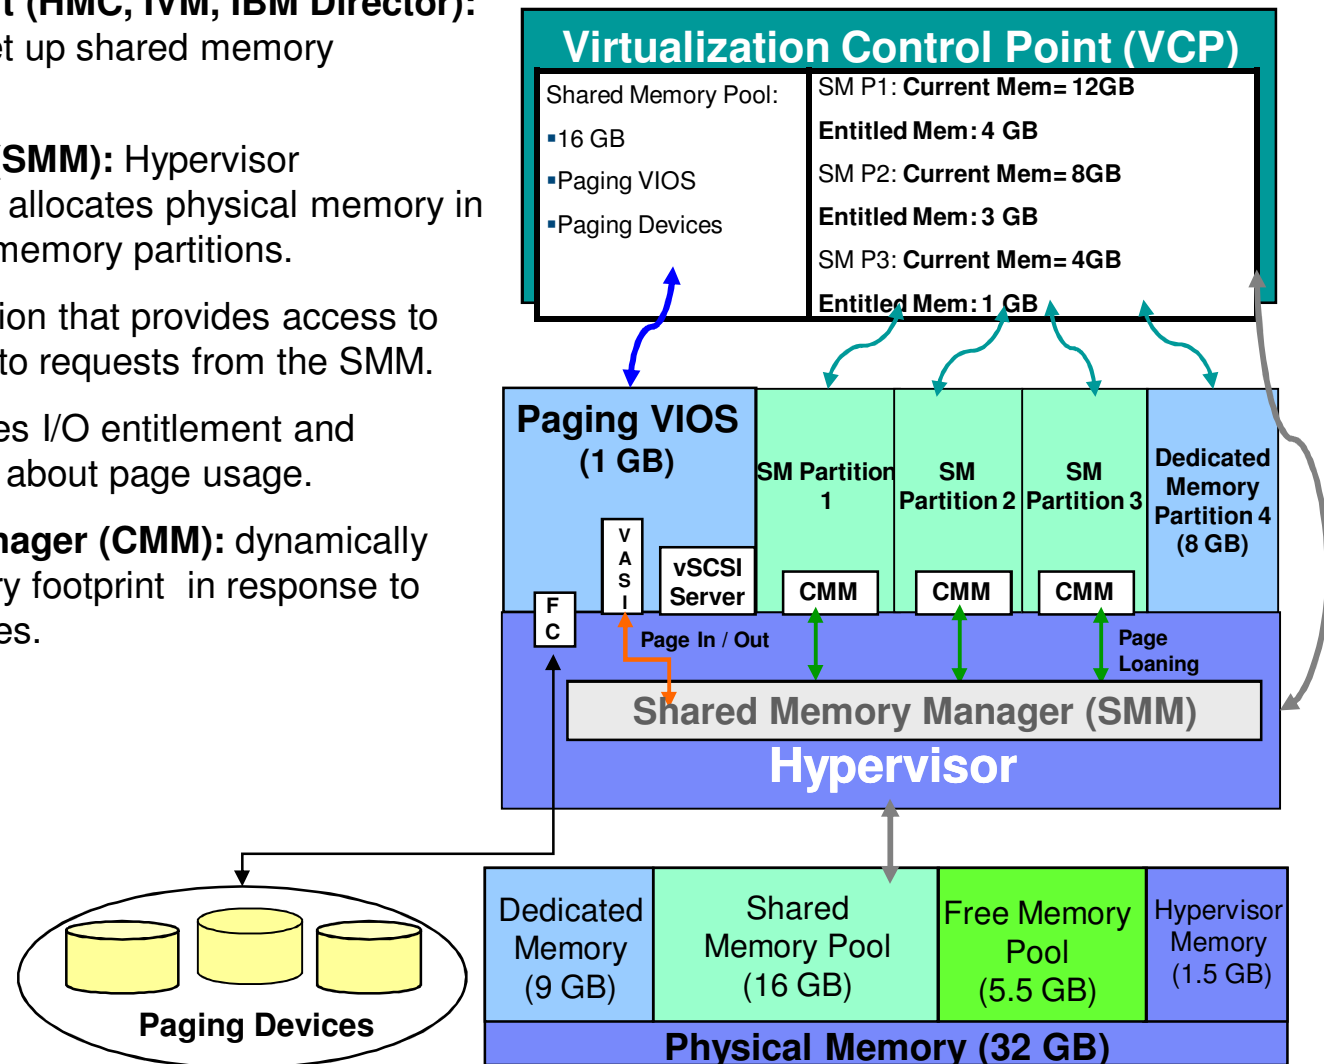 t (HMC, IVM, IBM Director):
et up shared memory
(SMM): Hypervisor
allocates physical memory in
memory partitions.
tion that provides access to
to requests from the SMM.
es I/O entitlement and
about page usage.
nager (CMM): dynamically
ry footprint in response to
es.
Virtualization Control Point (VCP)
Shared Memory Pool:
▪16 GB
▪Paging VIOS
▪Paging Devices
SM P1: Current Mem= 12GB
Entitled Mem: 4 GB
SM P2: Current Mem= 8GB
Entitled Mem: 3 GB
SM P3: Current Mem= 4GB
Entitled Mem: 1 GB
Paging VIOS
(1 GB)
SM Partition
1
SM
Partition 2
SM
Partition 3
Dedicated
Memory
Partition 4
(8 GB)
VASI
vSCSI
Server
CMM
CMM
CMM
FC
Page In / Out
Page
Loaning
Shared Memory Manager (SMM)
Hypervisor
Dedicated
Memory
(9 GB)
Shared
Memory Pool
(16 GB)
Free Memory
Pool
(5.5 GB)
Hypervisor
Memory
(1.5 GB)
Paging Devices
Physical Memory (32 GB)